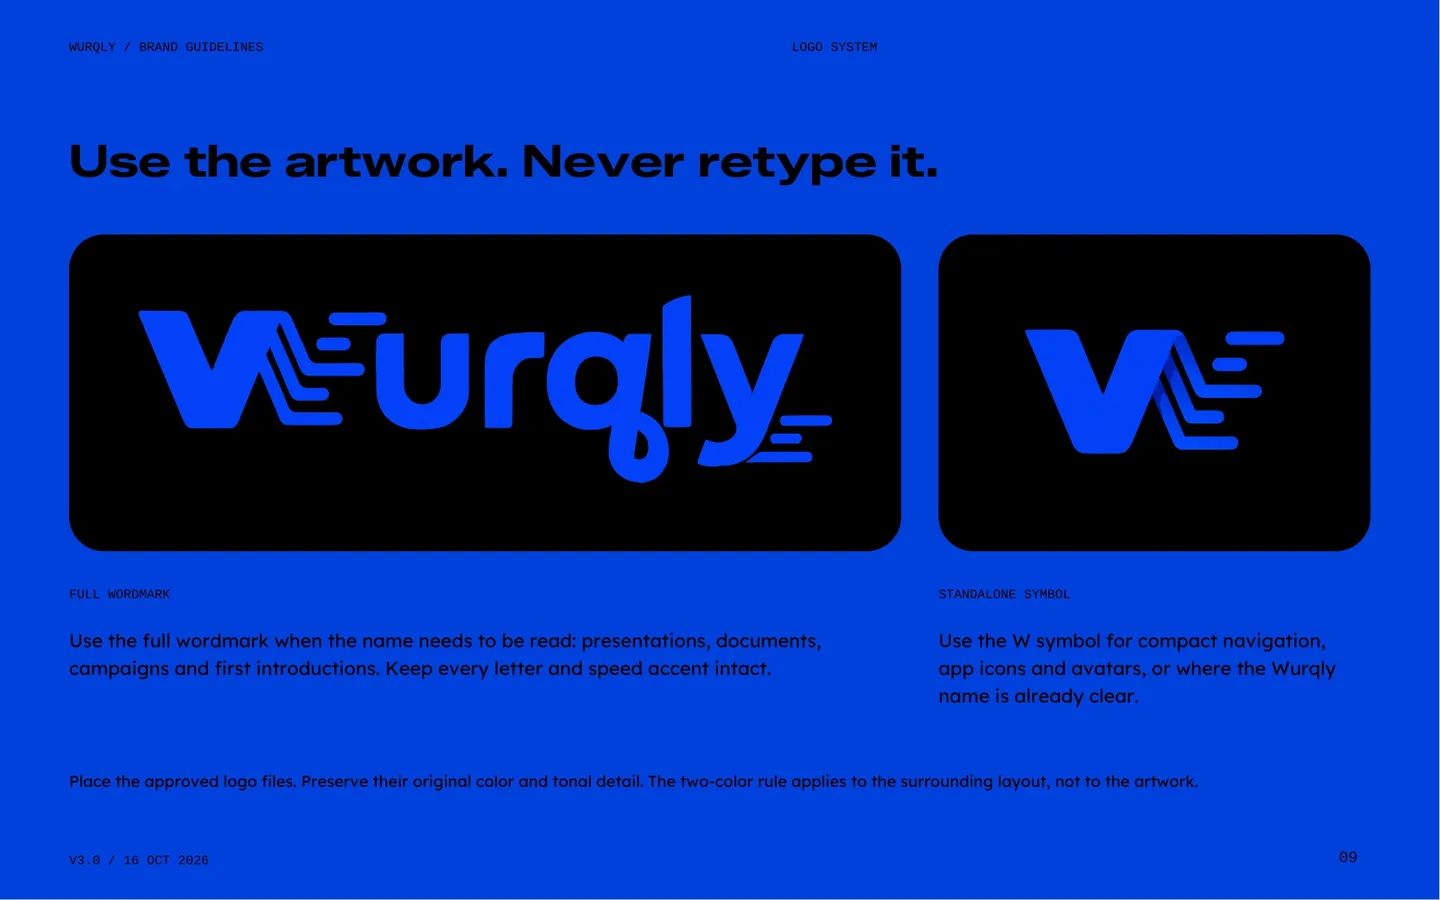 WURQLY / BRAND GUIDELINES
LOGO SYSTEM
Use the artwork. Never retype it.
Wurqly
W
FULL WORDMARK
Use the full wordmark when the name needs to be read: presentations, documents,
campaigns and first introductions. Keep every letter and speed accent intact.
STANDALONE SYMBOL
Use the W symbol for compact navigation,
app icons and avatars, or where the Wurqly
name is already clear.
Place the approved logo files. Preserve their original color and tonal detail. The two-color rule applies to the surrounding layout, not to the artwork.
V3.0 / 16 OCT 2026
09